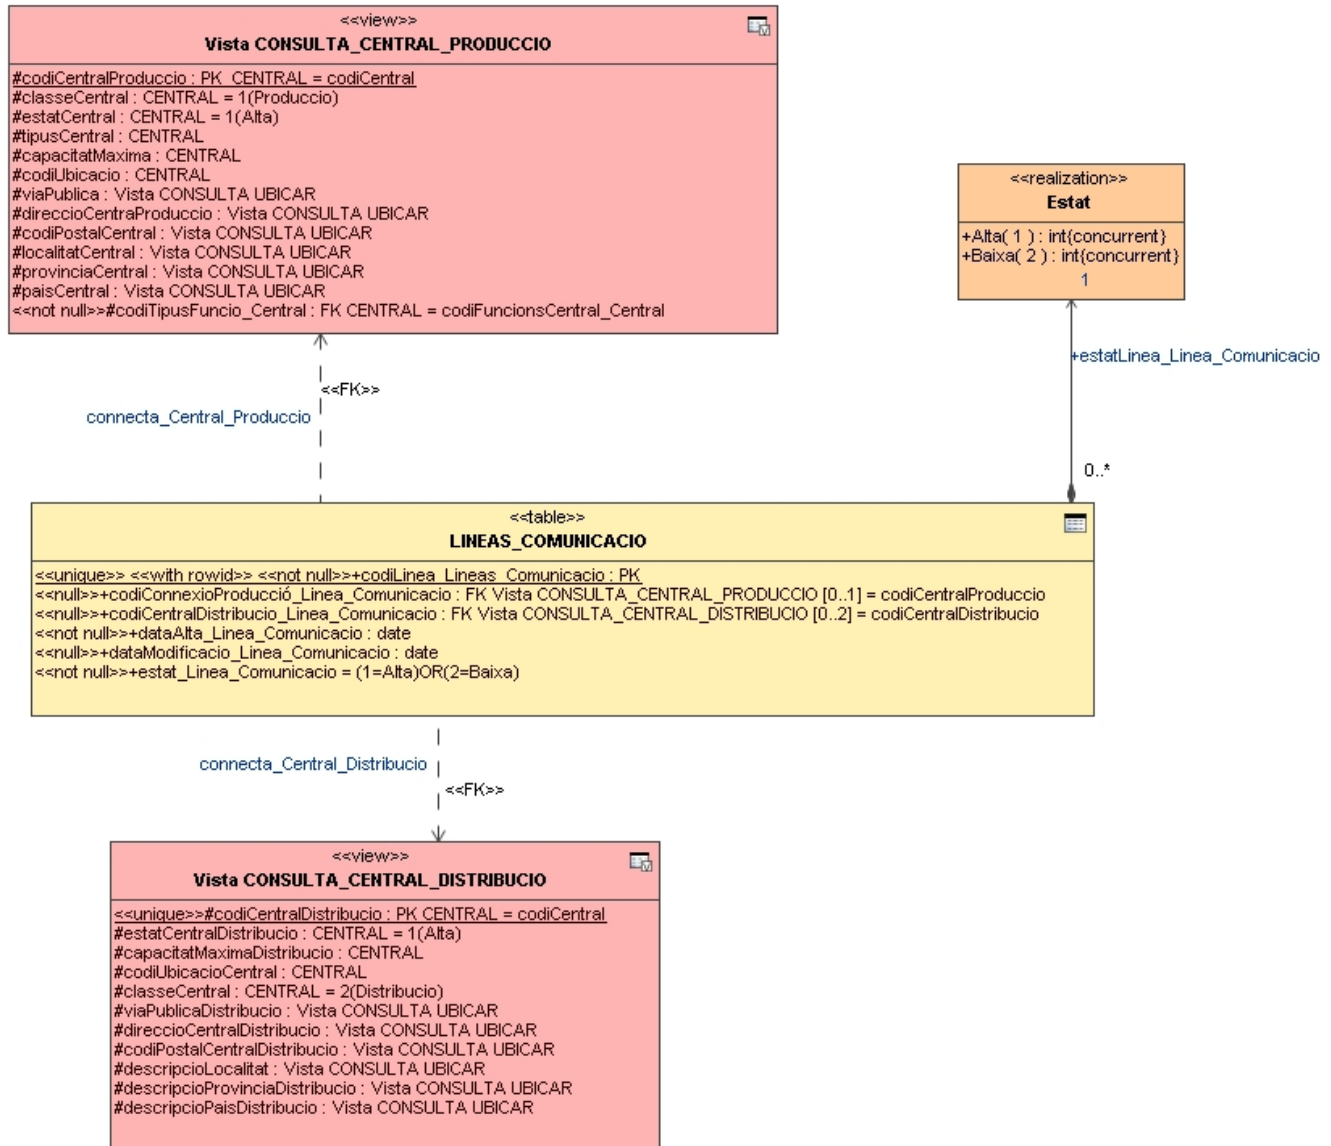 <<view>>
Vista CONSULTA_CENTRAL_PRODUCCIO
#codiCentralProduccio : PK CENTRAL = codiCentral
#classeCentral : CENTRAL = 1(Produccio)
#estatCentral : CENTRAL = 1(Alta)
#tipusCentral : CENTRAL
#capacitatMaxima : CENTRAL
#codiUbicacio : CENTRAL
#viaPublica : Vista CONSULTA UBICAR
#direccioCentraProduccio : Vista CONSULTA UBICAR
#codiPostalCentral : Vista CONSULTA UBICAR
#localitatCentral : Vista CONSULTA UBICAR
#provinciaCentral : Vista CONSULTA UBICAR
#paisCentral : Vista CONSULTA UBICAR
<<not null>>#codiTipusFuncio_Central : FK CENTRAL = codiFuncionsCentral_Central
<<realization>>
Estat
+Alta( 1 ) : int{concurrent}
+Baixa( 2 ) : int{concurrent}
1
+estatLinea_Linea_Comunicacio
<<FK>>
connecta_Central_Produccio
0..*
<<table>>
LINEAS_COMUNICACIO
<<unique>> <<with rowid>> <<not null>>+codiLinea_Lineas_Comunicacio : PK
<<null>>+codiConnexioProducció_Linea_Comunicacio : FK Vista CONSULTA_CENTRAL_PRODUCCIO [0..1] = codiCentralProduccio
<<null>>+codiCentralDistribucio_Linea_Comunicacio : FK Vista CONSULTA_CENTRAL_DISTRIBUCIO [0..2] = codiCentralDistribucio
<<not null>>+dataAlta_Linea_Comunicacio : date
<<null>>+dataModificacio_Linea_Comunicacio : date
<<not null>>+estat_Linea_Comunicacio = (1=Alta)OR(2=Baixa)
connecta_Central_Distribucio
<<FK>>
<<view>>
Vista CONSULTA_CENTRAL_DISTRIBUCIO
<<unique>>#codiCentralDistribucio : PK CENTRAL = codiCentral
#estatCentralDistribucio : CENTRAL = 1(Alta)
#capacitatMaximaDistribucio : CENTRAL
#codiUbicacioCentral : CENTRAL
#classeCentral : CENTRAL = 2(Distribucio)
#viaPublicaDistribucio : Vista CONSULTA UBICAR
#direccioCentralDistribucio : Vista CONSULTA UBICAR
#codiPostalCentralDistribucio : Vista CONSULTA UBICAR
#descripcioLocalitat : Vista CONSULTA UBICAR
#descripcioProvinciaDistribucio : Vista CONSULTA UBICAR
#descripcioPaisDistribucio : Vista CONSULTA UBICAR